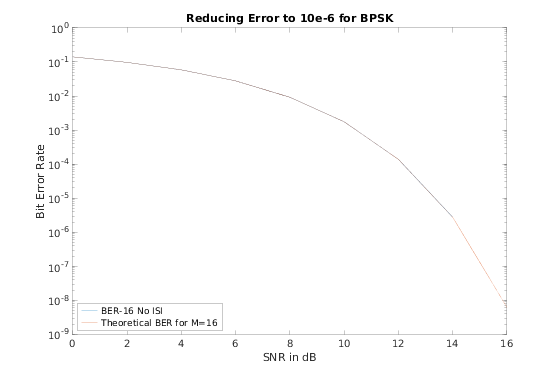 Reducing Error to 10e-6 for BPSK
10^0
10^-1
10^-2
10^-3
10^-4
10^-5
10^-6
10^-7
10^-8
10^-9
Bit Error Rate
BER-16 No ISI
Theoretical BER for M=16
0 2 4 6 8 10 12 14 16
SNR in dB